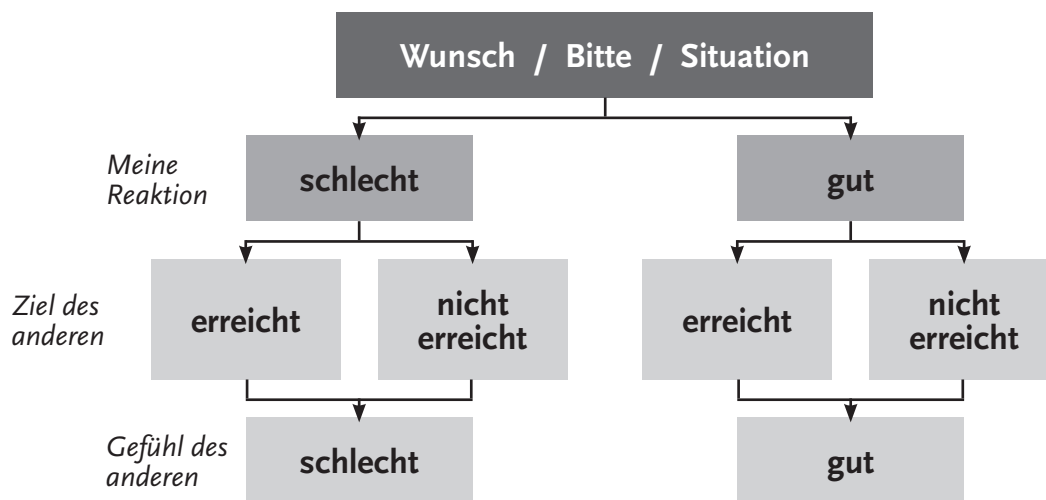 Wunsch / Bitte / Situation
Meine
Reaktion
schlecht
gut
Ziel des
anderen
erreicht
nicht
erreicht
erreicht
nicht
erreicht
Gefühl des
anderen
schlecht
gut